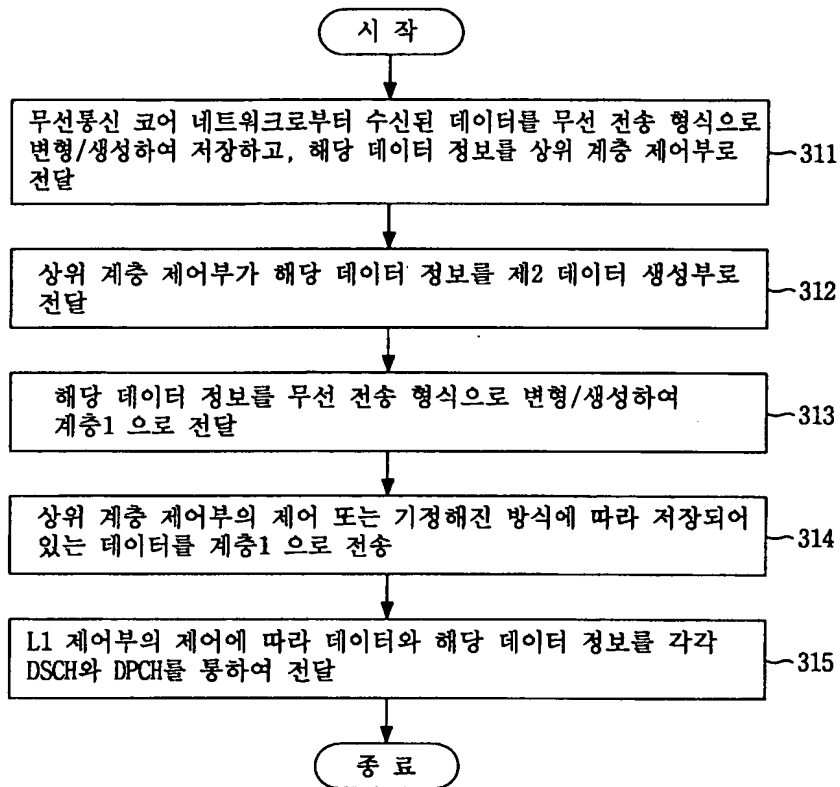 시 작
무선통신 코어 네트워크로부터 수신된 데이터를 무선 전송 형식으로
변형/생성하여 저장하고, 해당 데이터 정보를 상위 계층 제어부로
전달
311
상위 계층 제어부가 해당 데이터 정보를 제2 데이터 생성부로
전달
312
해당 데이터 정보를 무선 전송 형식으로 변형/생성하여
계층1 으로 전달
313
상위 계층 제어부의 제어 또는 기정해진 방식에 따라 저장되어
있는 데이터를 계층1 으로 전송
314
L1 제어부의 제어에 따라 데이터와 해당 데이터 정보를 각각
DSCH와 DPCH를 통하여 전달
315
종 료